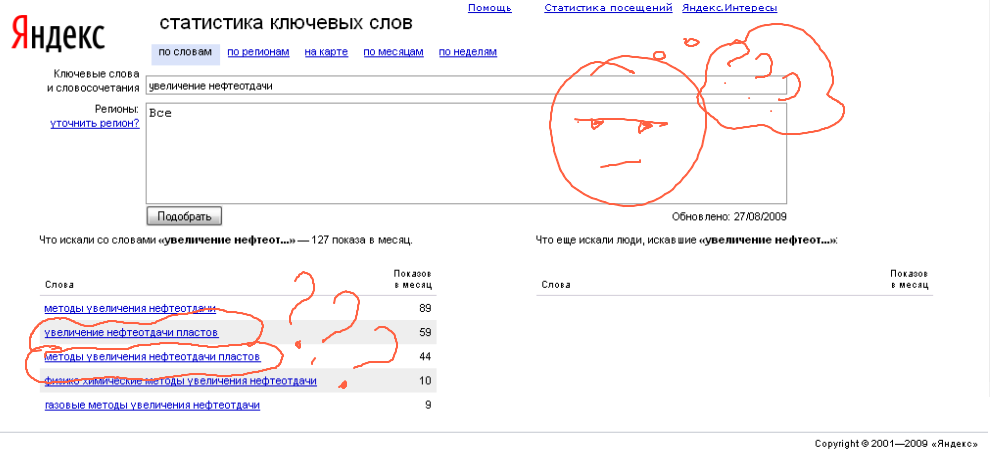 Помощь Статистика посещений Яндекс.Интересы
Яндекс статистика ключевых слов
по словам по регионам на карте по месяцам по неделям
Ключевые слова
и словосочетания
увеличение нефтеотдачи
Регионы:
уточнить регион?
Все
Подобрать
Обновлено: 27/08/2009
Что искали со словами «увеличение нефтеот...» — 127 показа в месяц.
Слова Показов
в месяц
методы увеличения нефтеотдачи 89
увеличение нефтеотдачи пластов 59
методы увеличения нефтеотдачи пластов 44
физико химические методы увеличения нефтеотдачи 10
газовые методы увеличения нефтеотдачи 9
Что еще искали люди, искавшие «увеличение нефтеот...»:
Слова Показов
в месяц
? ? ?
? ?
Copyright © 2001—2009 «Яндекс»